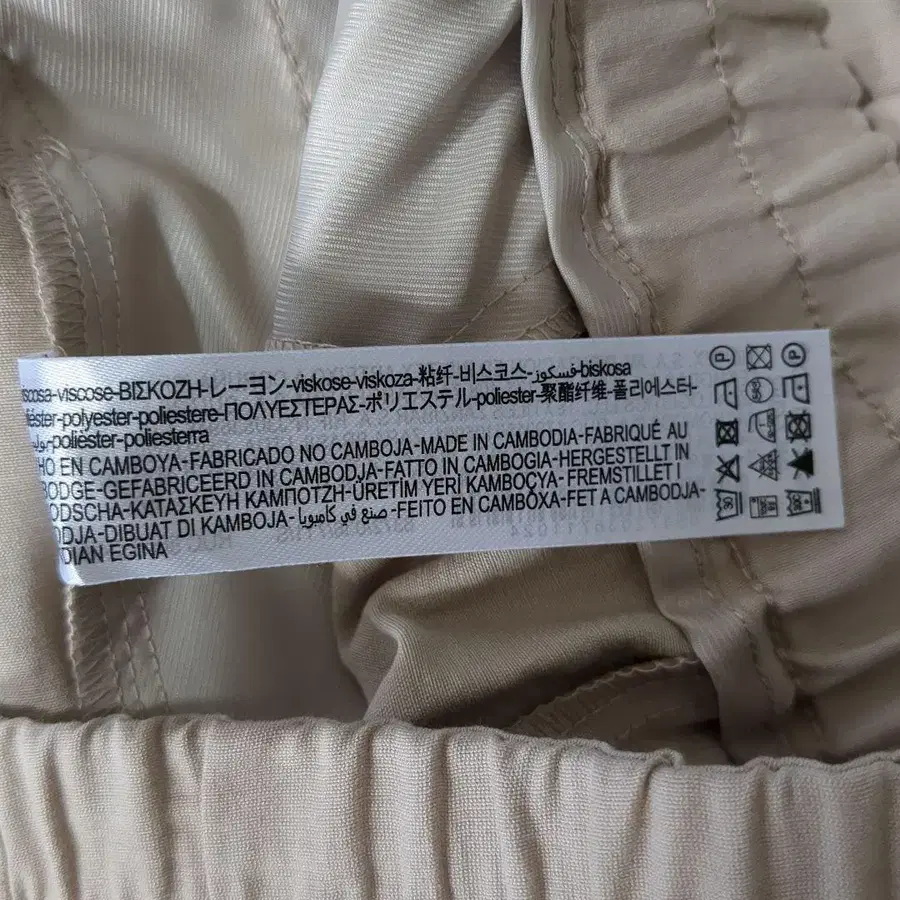 viscosa-viscose-ΒΙΣΚΟΖΗ-レーヨン-viskose-viskoza-粘纤-비스코스-فسكوز-biskosa
poliéster-polyester-poliestere-ΠΟΛΥΕΣΤΕΡΑΣ-ポリエステル-poliester-聚酯纤维-폴리에스터-
-poliėster-poliesterra
HO EN CAMBOYA-FABRICADO NO CAMBOJA-MADE IN CAMBODIA-FABRIQUÉ AU
BODGE-GEFABRICEERD IN CAMBODJA-FATTO IN CAMBOGIA-HERGESTELLT IN
ODSCHA-ΚΑΤΑΣΚΕΥΗ ΚΑΜΠΟΤΖΗ-ÜRETİM YERİ KAMBOÇYA- FREMSTILLET I
ODJA-DIBUAT DI KAMBOJA-صنع في كامبوديا-FEITO EN CAMBOXA-FET A CAMBODJA-
DIAN EGINA
P P